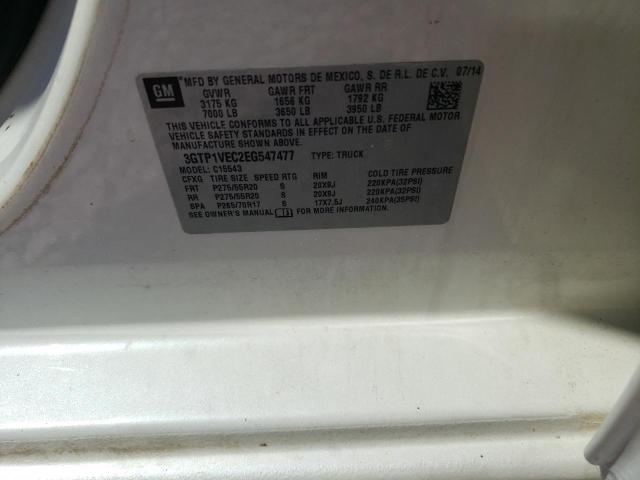 GM
MFD BY GENERAL MOTORS DE MEXICO, S. DE R.L. DE C.V. 07/14
GVWR GAWR FRT GAWR RR
3175 KG 1656 KG 1792 KG
7000 LB 3650 LB 3950 LB
THIS VEHICLE CONFORMS TO ALL APPLICABLE U.S. FEDERAL MOTOR
VEHICLE SAFETY STANDARDS IN EFFECT ON THE DATE OF
MANUFACTURE SHOWN ABOVE.
3GTP1VEC2EG547477 TYPE: TRUCK
MODEL: C15543
CFXG TIRE SIZE SPEED RTG RIM COLD TIRE PRESSURE
FRT P275/55R20 S 20X9J 220KPA(32PSI)
RR P275/55R20 S 20X9J 220KPA(32PSI)
SPA P265/70R17 S 17X7.5J 240KPA(35PSI)
SEE OWNER'S MANUAL FOR MORE INFORMATION.